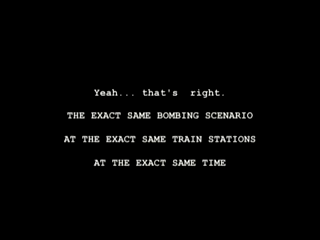 Yeah... that's right.
THE EXACT SAME BOMBING SCENARIO
AT THE EXACT SAME TRAIN STATIONS
AT THE EXACT SAME TIME